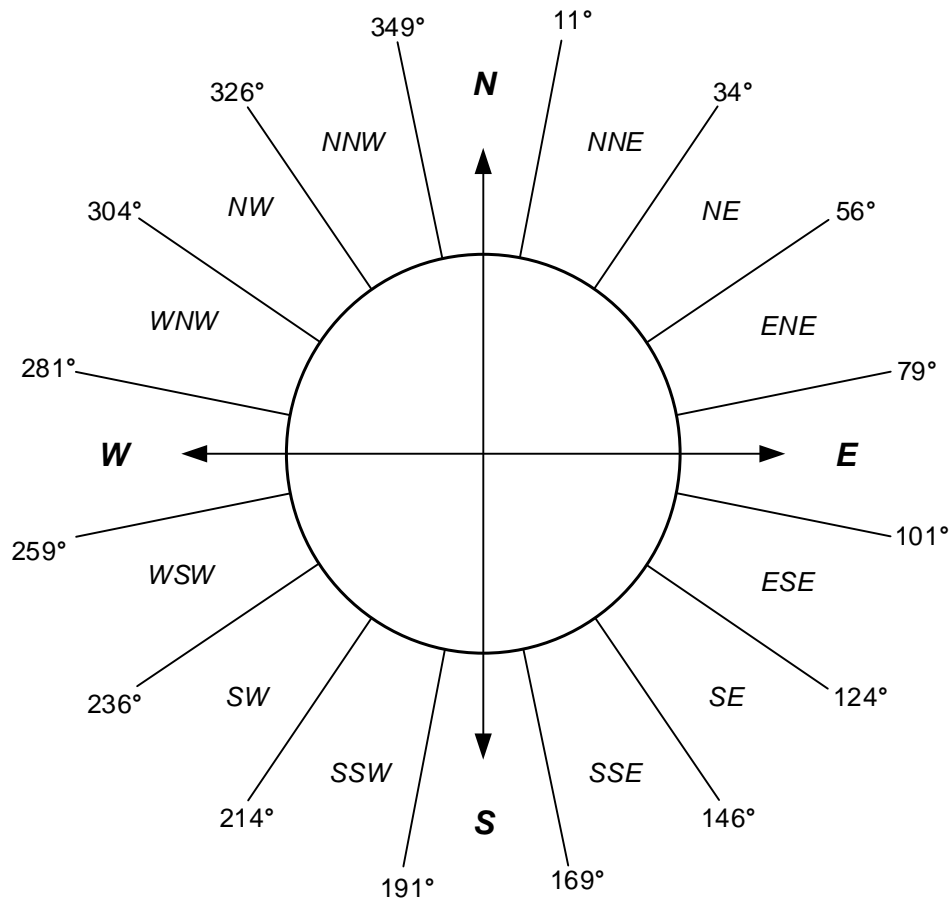 349° 11°
N
326° 34°
NNW NNE
NW NE
304° 56°
WNW ENE
281° 79°
W E
259° 101°
WSW ESE
236° 124°
SW SE
SSW SSE
214° 146°
S
191° 169°